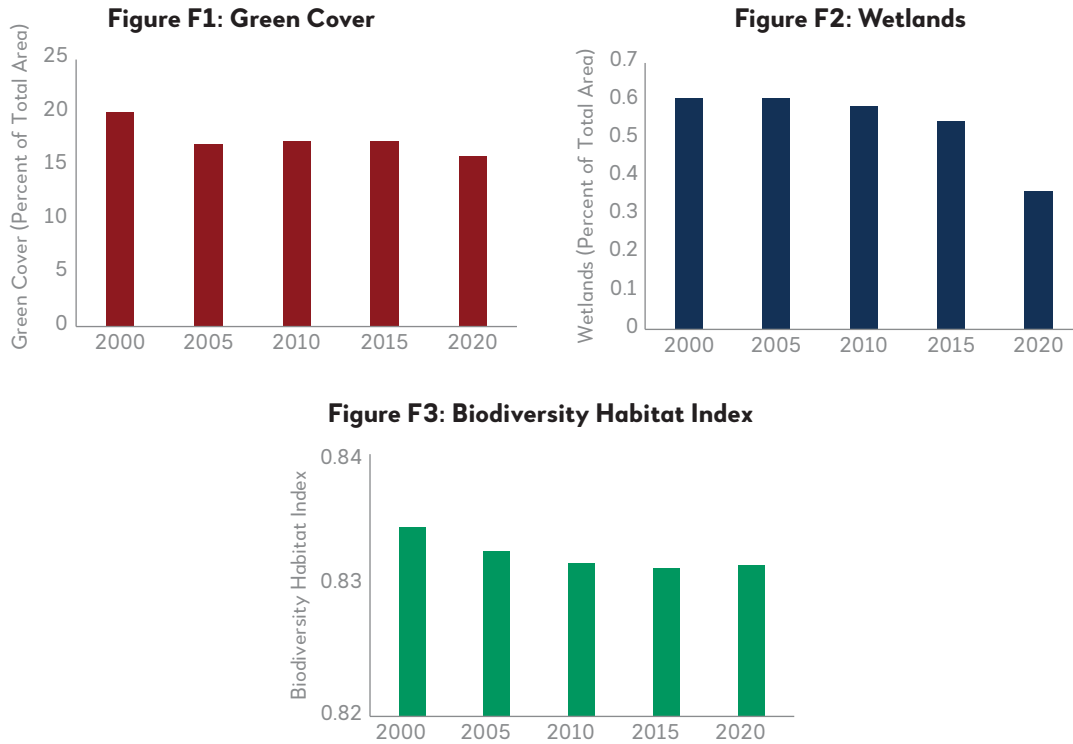 Figure F1: Green Cover
Green Cover (Percent of Total Area)
25
20
15
10
5
0
2000 2005 2010 2015 2020
Figure F2: Wetlands
Wetlands (Percent of Total Area)
0.7
0.6
0.5
0.4
0.3
0.2
0.1
0
2000 2005 2010 2015 2020
Figure F3: Biodiversity Habitat Index
Biodiversity Habitat Index
0.84
0.83
0.82
2000 2005 2010 2015 2020